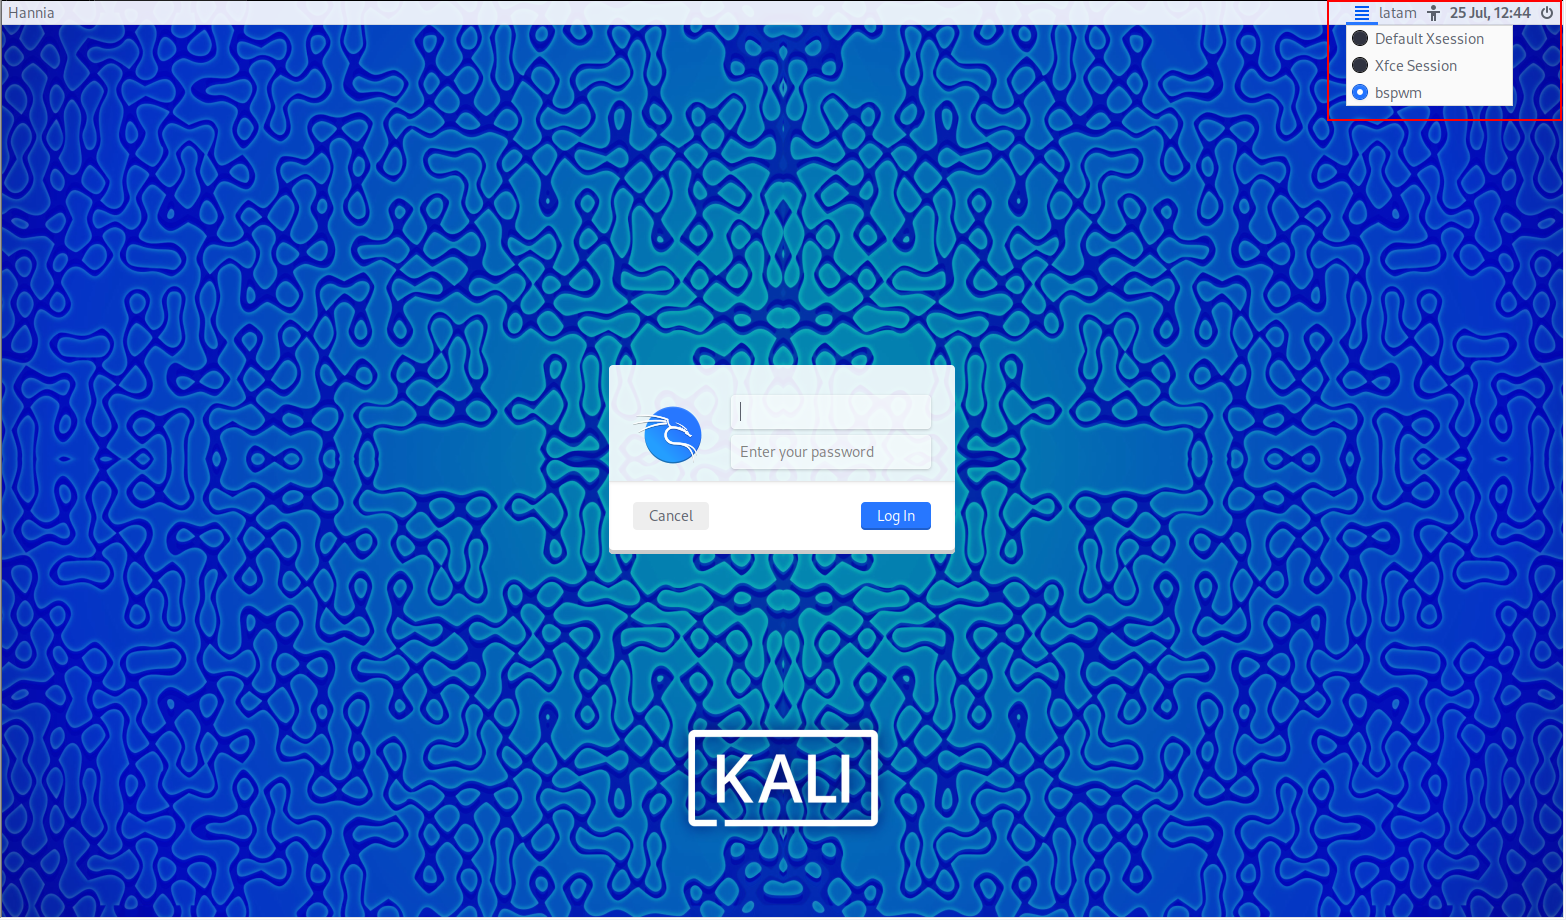 Hannia
latam 25 Jul, 12:44
Default Xsession
Xfce Session
bspwm
Enter your password
Cancel Log In
KALI